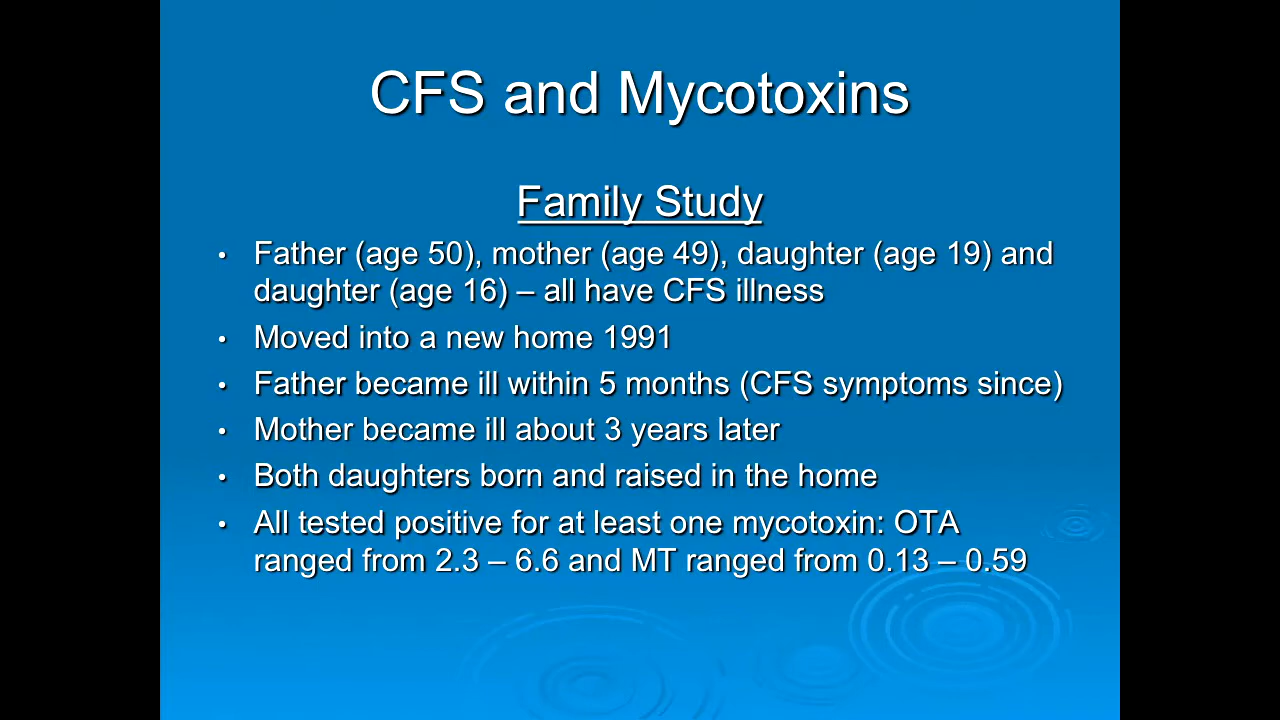 CFS and Mycotoxins
Family Study
• Father (age 50), mother (age 49), daughter (age 19) and
daughter (age 16) – all have CFS illness
• Moved into a new home 1991
• Father became ill within 5 months (CFS symptoms since)
• Mother became ill about 3 years later
• Both daughters born and raised in the home
• All tested positive for at least one mycotoxin: OTA
ranged from 2.3 – 6.6 and MT ranged from 0.13 – 0.59